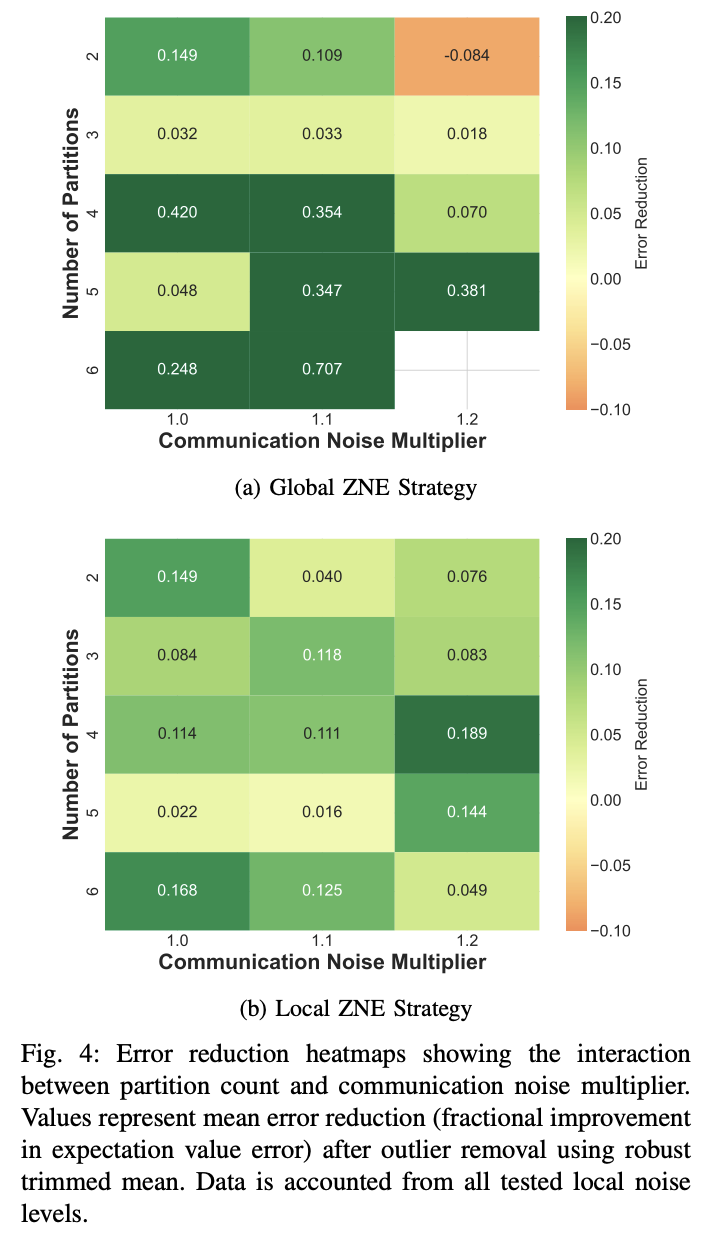 2 0.149 0.109 -0.084
3 0.032 0.033 0.018
4 0.420 0.354 0.070
5 0.048 0.347 0.381
6 0.248 0.707
Number of Partitions
1.0 1.1 1.2
Communication Noise Multiplier
0.20
0.15
0.10
0.05
0.00
−0.05
−0.10
Error Reduction
(a) Global ZNE Strategy
2 0.149 0.040 0.076
3 0.084 0.118 0.083
4 0.114 0.111 0.189
5 0.022 0.016 0.144
6 0.168 0.125 0.049
Number of Partitions
1.0 1.1 1.2
Communication Noise Multiplier
0.20
0.15
0.10
0.05
0.00
−0.05
−0.10
Error Reduction
(b) Local ZNE Strategy
Fig. 4: Error reduction heatmaps showing the interaction
between partition count and communication noise multiplier.
Values represent mean error reduction (fractional improvement
in expectation value error) after outlier removal using robust
trimmed mean. Data is accounted from all tested local noise
levels.